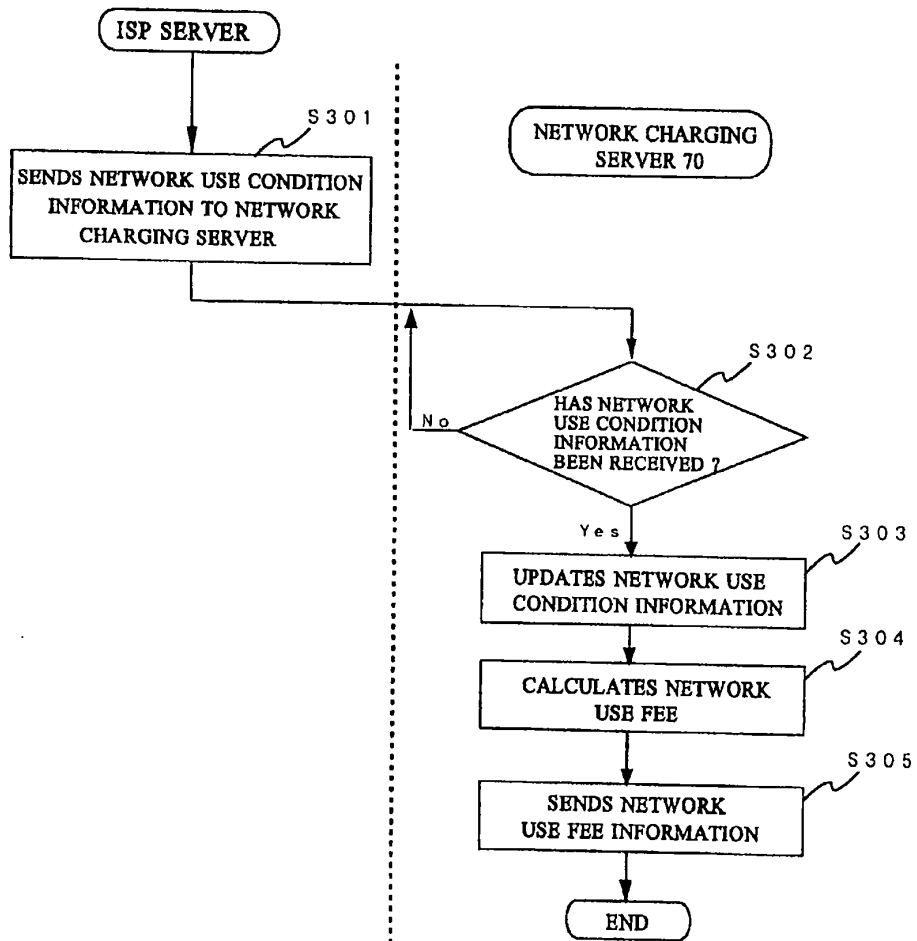 ISP SERVER
S301
SENDS NETWORK USE CONDITION
INFORMATION TO NETWORK
CHARGING SERVER
NETWORK CHARGING
SERVER 70
S302
HAS NETWORK
USE CONDITION
INFORMATION
BEEN RECEIVED ?
No
Yes
S303
UPDATES NETWORK USE
CONDITION INFORMATION
S304
CALCULATES NETWORK
USE FEE
S305
SENDS NETWORK
USE FEE INFORMATION
END